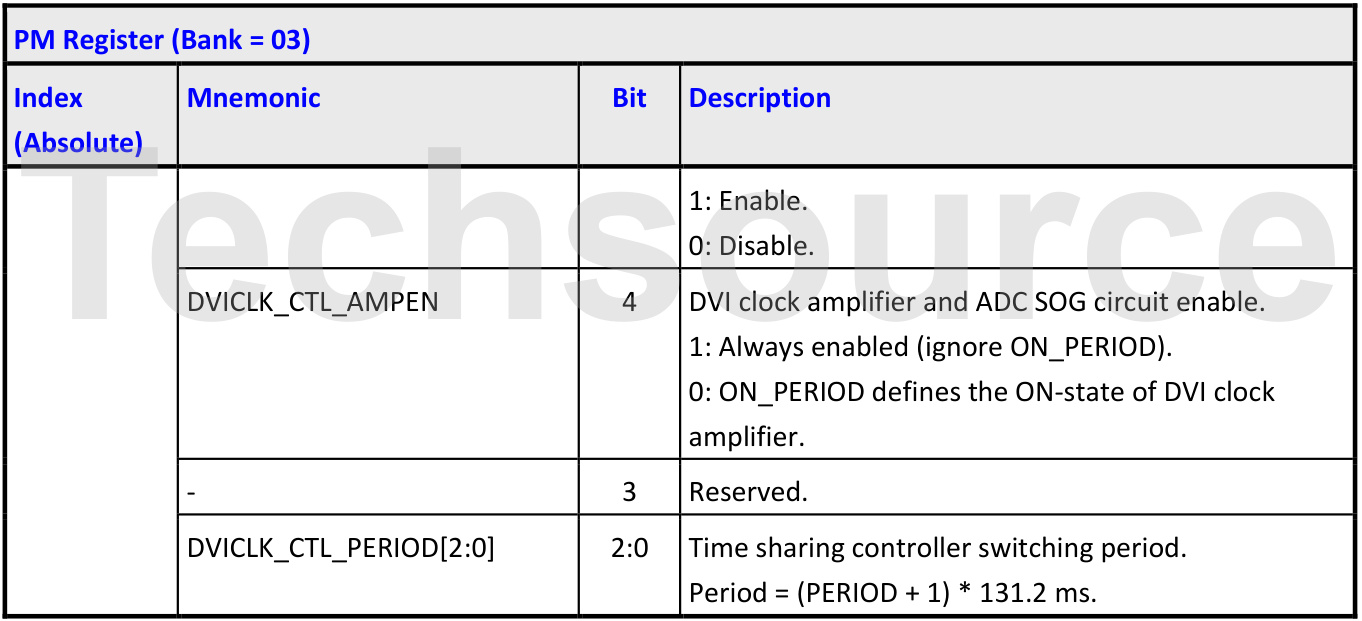 PM Register (Bank = 03)
Index (Absolute) Mnemonic Bit Description
1: Enable.
0: Disable.
DVICLK_CTL_AMPEN 4 DVI clock amplifier and ADC SOG circuit enable.
1: Always enabled (ignore ON_PERIOD).
0: ON_PERIOD defines the ON-state of DVI clock
amplifier.
- 3 Reserved.
DVICLK_CTL_PERIOD[2:0] 2:0 Time sharing controller switching period.
Period = (PERIOD + 1) * 131.2 ms.
Techsource